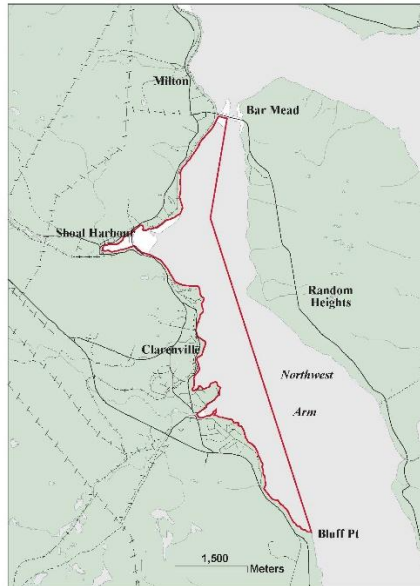 Milton
Bar Mead
Shoal Harbour
Random
Heights
Clarenville
Northwest
Arm
Bluff Pt
1,500
Meters